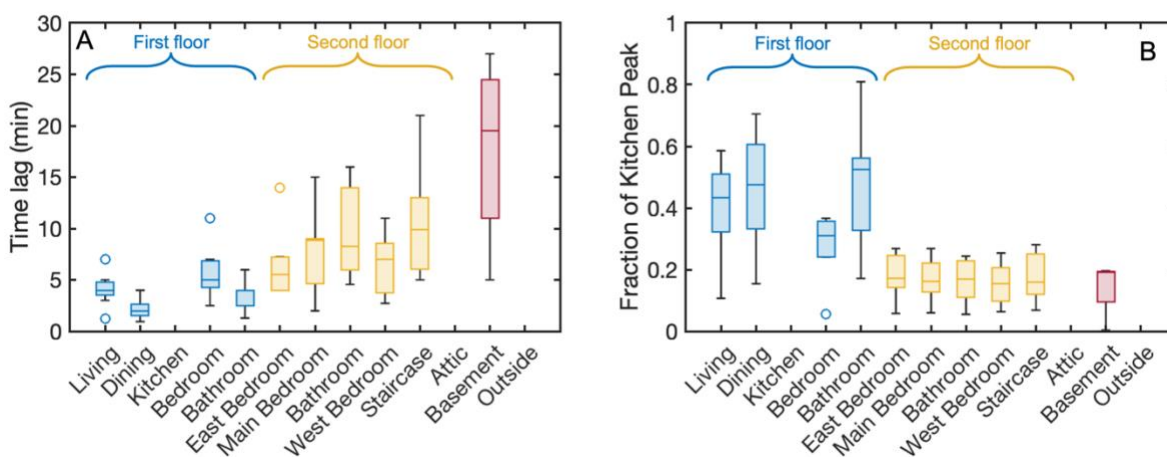 A
First floor
Second floor
Time lag (min)
30
25
20
15
10
5
0
Living
Dining
Kitchen
Bedroom
Bathroom
East Bedroom
Main Bedroom
Bathroom
West Bedroom
Staircase
Attic
Basement
Outside
B
First floor
Second floor
Fraction of Kitchen Peak
1
0.8
0.6
0.4
0.2
0
Living
Dining
Kitchen
Bedroom
Bathroom
East Bedroom
Main Bedroom
Bathroom
West Bedroom
Staircase
Attic
Basement
Outside